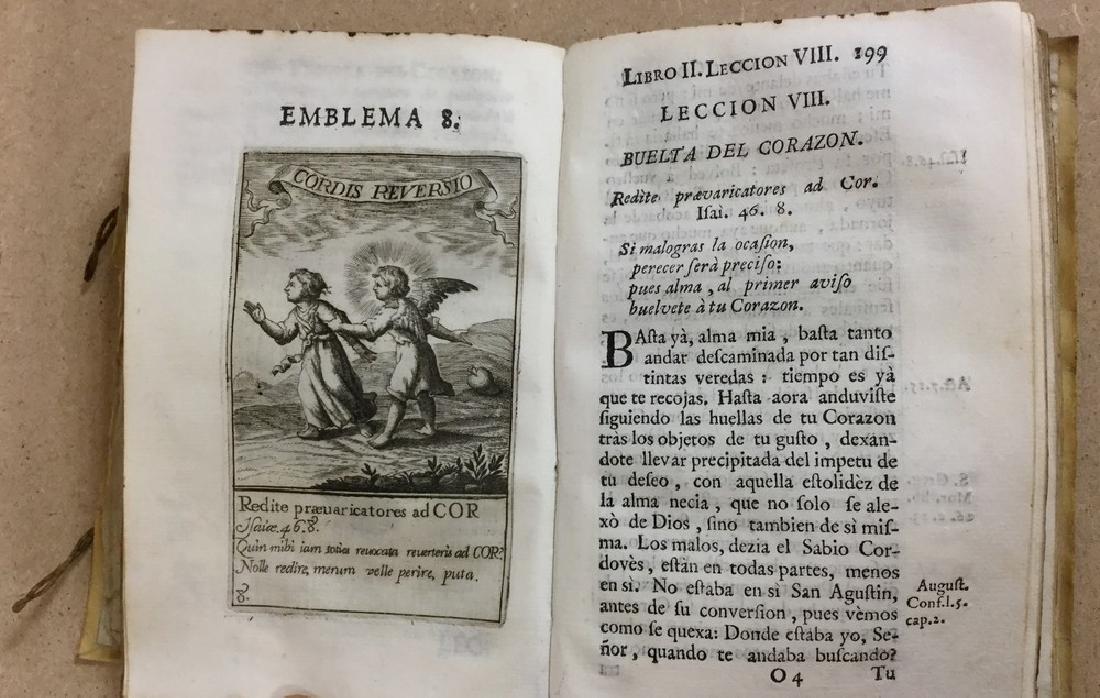 EMBLEMA 8.
CORDIS REVERSIO
Redite præuaricatores ad COR
Isaiæ. 46. 8.
Quin mihi iam toties reuocata reuerteris ad COR?
Nolle redire, merum velle perire, puta.
8.
LIBRO II. LECCION VIII. 199
LECCION VIII.
BUELTA DEL CORAZON.
Redite prævaricatores ad Cor.
Iſai. 46. 8.
Si malogras la ocaſion,
perecer ſerà preciſo:
pues alma, al primer aviſo
buelvete à tu Corazon.
BAſta yà, alma mia, baſta tanto
andar deſcaminada por tan diſ-
tintas veredas: tiempo es yà
que te recojas. Haſta aora anduviſte
ſiguiendo las huellas de tu Corazon
tràs los objetos de tu guſto, dexàn-
dote llevar precipitada del impetu de
tu deſeo, con aquella eſtolidèz de
la alma necia, que no ſolo ſe ale-
xò de Dios, ſino tambien de sì miſ-
ma. Los malos, dezia el Sabio Cor-
dovès, eſtàn en todas partes, menos
en sì. No eſtaba en sì San Aguſtin,
antes de ſu converſion, pues vèmos
como ſe quexa: Donde eſtaba yo, Se-
ñor, quando te andaba buſcando?
Auguſt.
Conf. l. 5.
cap. 2.
O 4 Tu